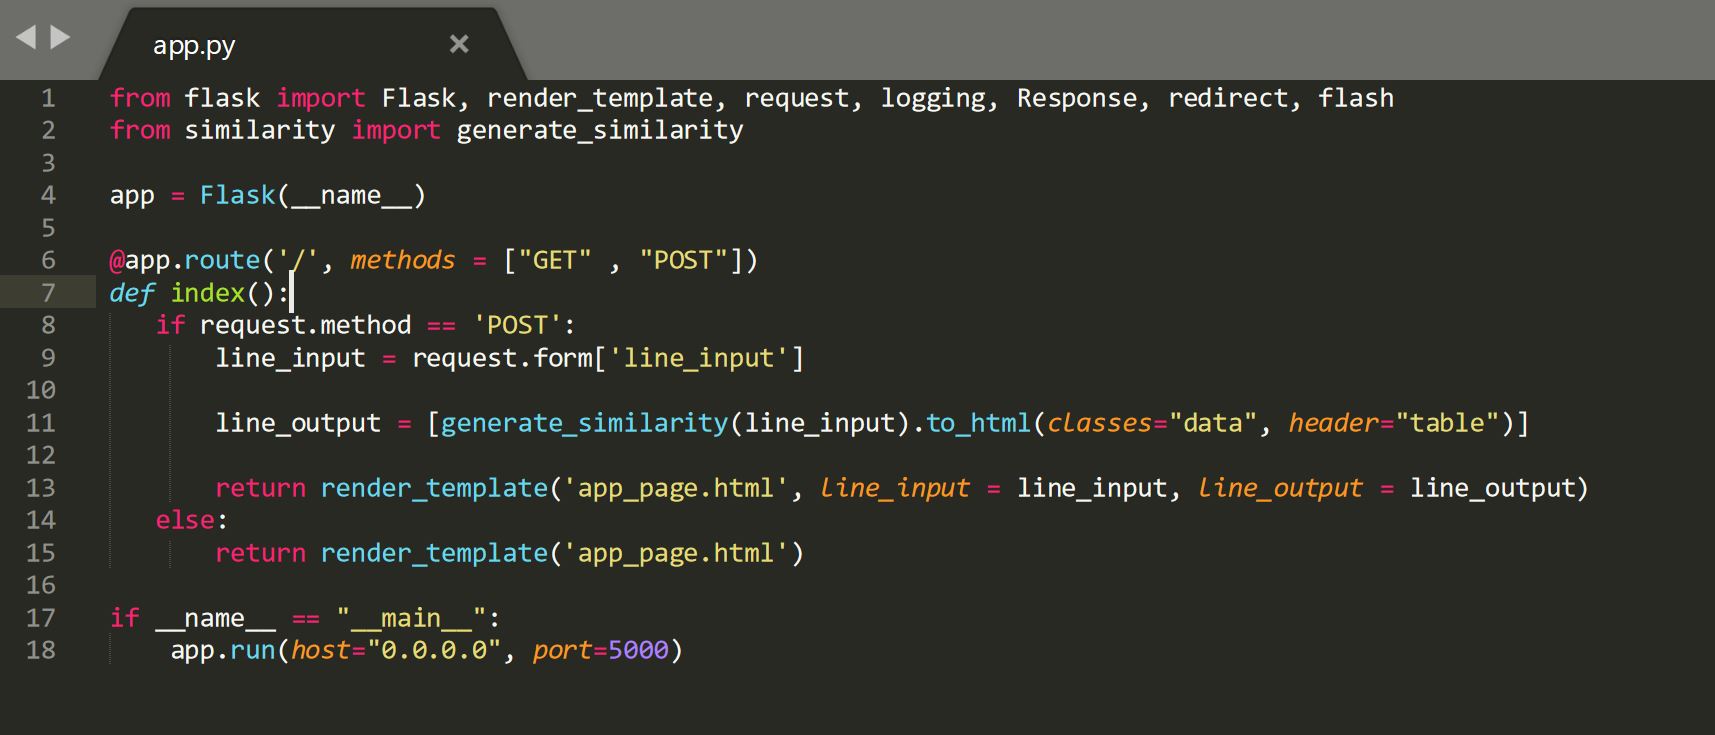 app.py
1 from flask import Flask, render_template, request, logging, Response, redirect, flash
2 from similarity import generate_similarity
3
4 app = Flask(__name__)
5
6 @app.route('/', methods = ["GET" , "POST"])
7 def index():
8    if request.method == 'POST':
9        line_input = request.form['line_input']
10
11        line_output = [generate_similarity(line_input).to_html(classes="data", header="table")]
12
13        return render_template('app_page.html', line_input = line_input, line_output = line_output)
14    else:
15        return render_template('app_page.html')
16
17 if __name__ == "__main__":
18     app.run(host="0.0.0.0", port=5000)